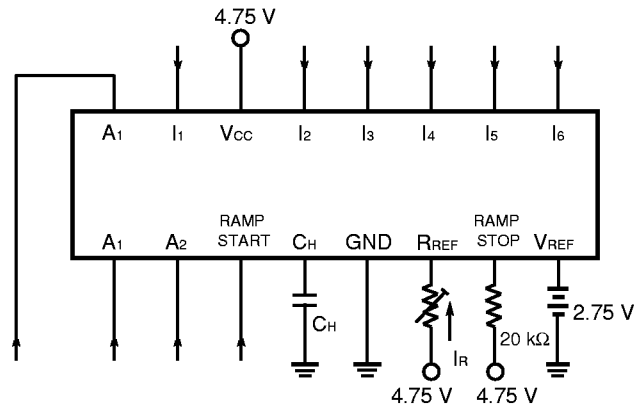 4.75 V
A1 I1 VCC I2 I3 I4 I5 I6
RAMP START
RAMP STOP
A1 A2 CH GND RREF VREF
CH
2.75 V
20 kΩ
IR
4.75 V 4.75 V